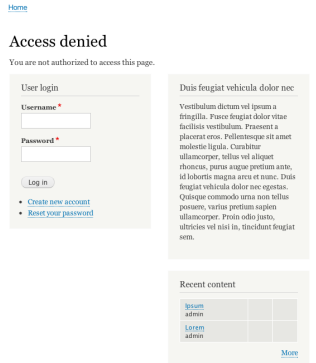 Home
Access denied
You are not authorized to access this page.
User login
Username *
Password *
Log in
Create new account
Reset your password
Duis feugiat vehicula dolor nec
Vestibulum dictum vel ipsum a
fringilla. Fusce feugiat dolor vitae
facilisis vestibulum. Praesent a
placerat eros. Pellentesque sit amet
molestie ligula. Curabitur
ullamcorper, tellus vel aliquet
rhoncus, purus augue pretium ante,
id lobortis magna arcu et nunc. Duis
feugiat vehicula dolor nec egestas.
Quisque commodo urna non tellus
posuere, varius pretium sapien
ullamcorper. Proin odio justo,
ultricies vel nisi in, tincidunt feugiat
sem.
Recent content
Ipsum
admin
Lorem
admin
More